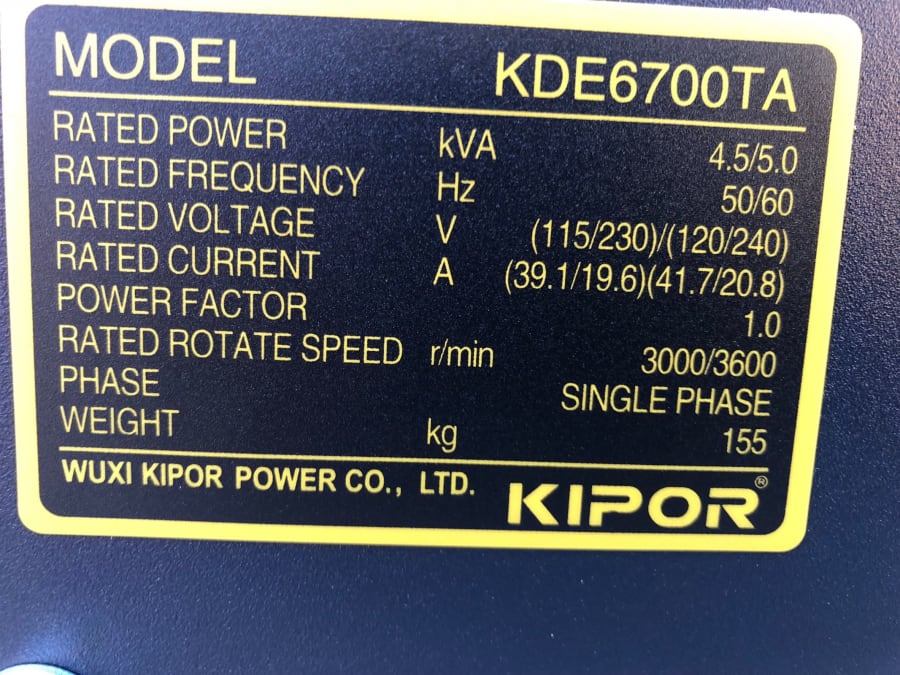 MODEL KDE6700TA
RATED POWER kVA 4.5/5.0
RATED FREQUENCY Hz 50/60
RATED VOLTAGE V (115/230)/(120/240)
RATED CURRENT A (39.1/19.6)(41.7/20.8)
POWER FACTOR 1.0
RATED ROTATE SPEED r/min 3000/3600
PHASE SINGLE PHASE
WEIGHT kg 155
WUXI KIPOR POWER CO., LTD. KIPOR®